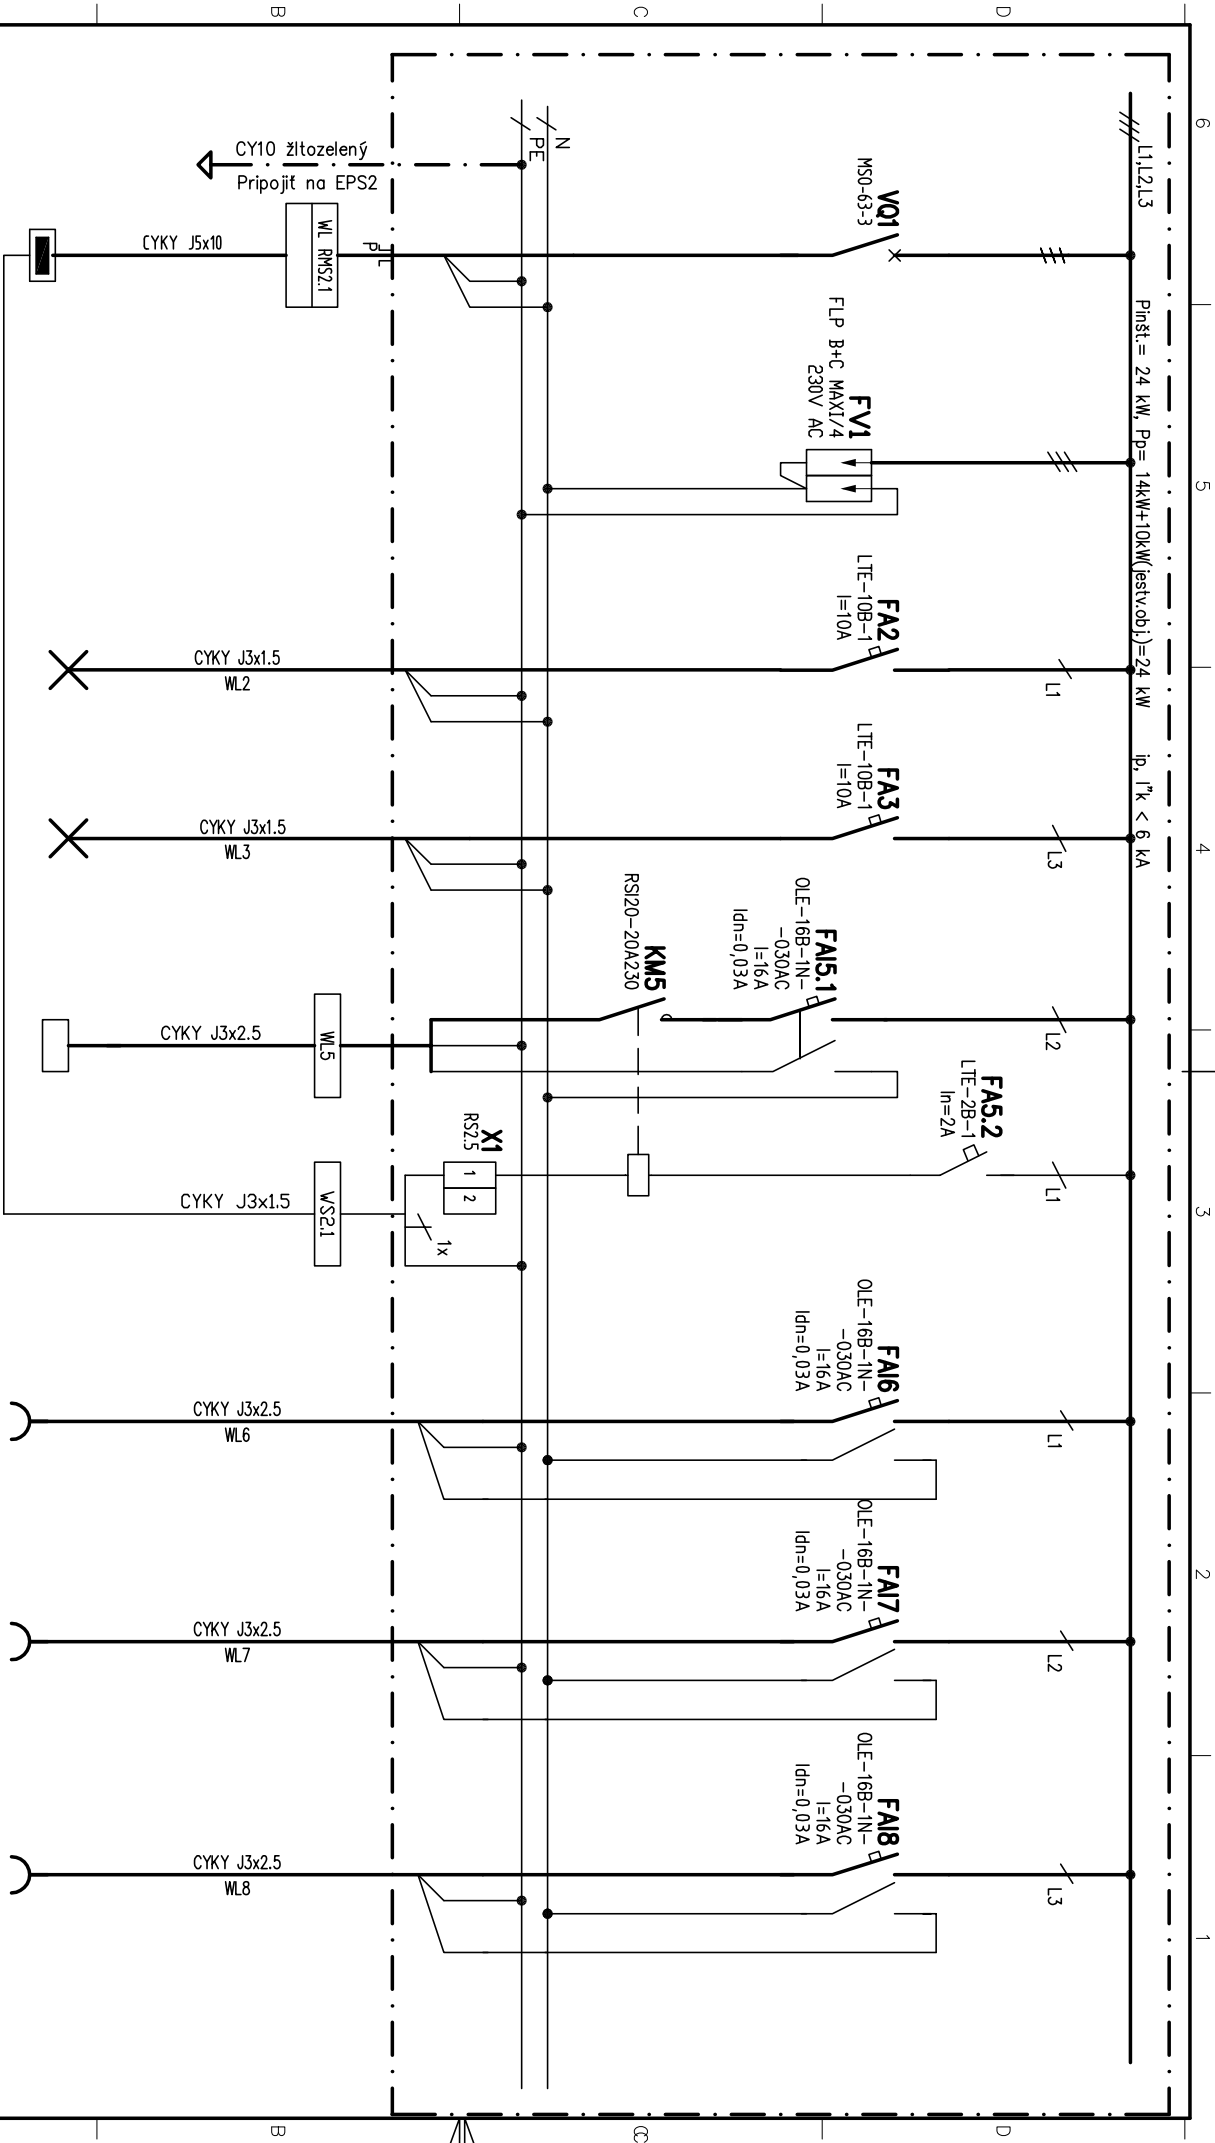 6
5
4
3
2
1
L1,L2,L3
Pinšt.= 24 kW, Pp= 14kW+10kW(jestv.obj.)=24 kW ip, I"k < 6 kA
D
D
C
C
B
B
N
PE
CY10 žltozelený
Pripojiť na EPS2
VQ1
MSO-63-3
WL RMS2.1
CYKY J5x10
FV1
FLP B+C MAXI/4
230V AC
L1
FA2
LTE-10B-1
I=10A
CYKY J3x1.5
WL2
L3
FA3
LTE-10B-1
I=10A
CYKY J3x1.5
WL3
L2
FAI5.1
OLE-16B-1N-
-030AC
I=16A
Idn=0,03A
KM5
RSI20-20A230
WL5
CYKY J3x2.5
L1
FA5.2
LTE-2B-1
In=2A
X1
RS2.5
1
2
1x
WS2.1
CYKY J3x1.5
L1
FAI6
OLE-16B-1N-
-030AC
I=16A
Idn=0,03A
CYKY J3x2.5
WL6
L2
FAI7
OLE-16B-1N-
-030AC
I=16A
Idn=0,03A
CYKY J3x2.5
WL7
L3
FAI8
OLE-16B-1N-
-030AC
I=16A
Idn=0,03A
CYKY J3x2.5
WL8